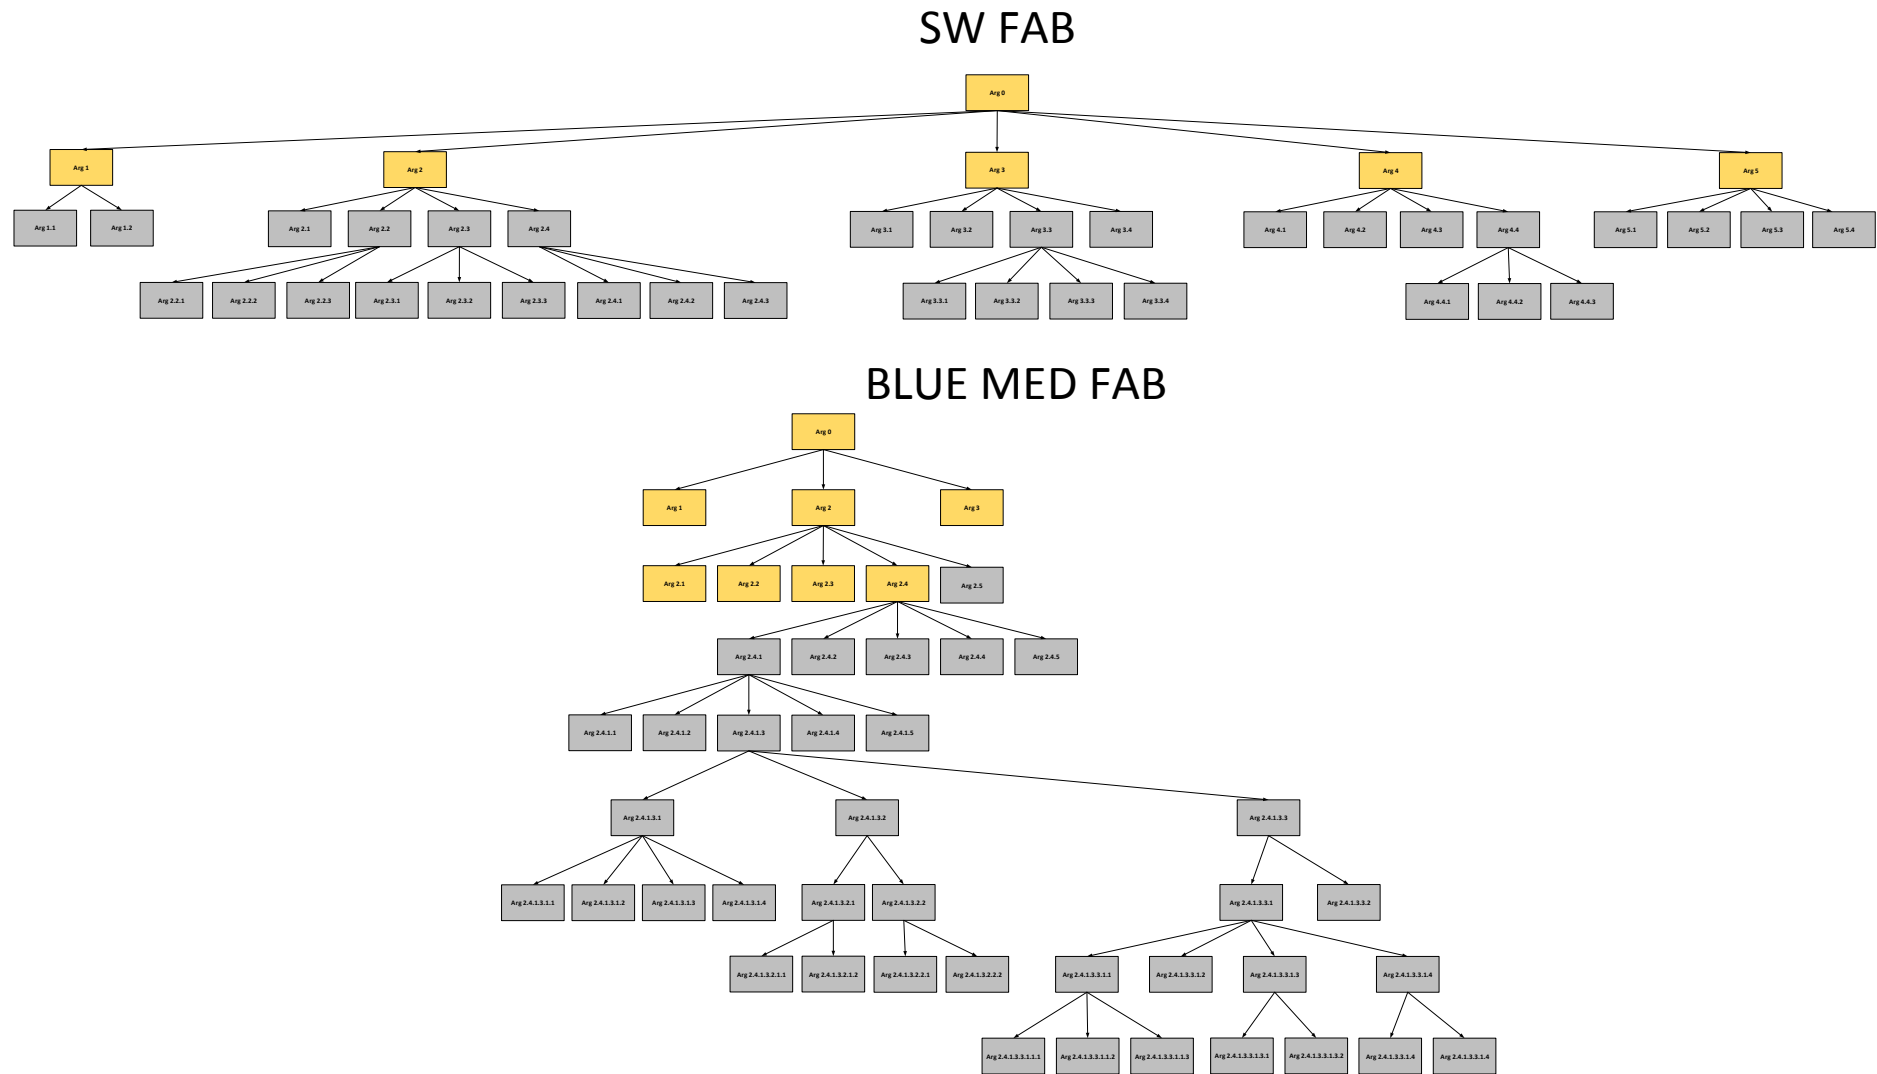 SW FAB
Arg 0
Arg 1
Arg 2
Arg 3
Arg 4
Arg 5
Arg 1.1
Arg 1.2
Arg 2.1
Arg 2.2
Arg 2.3
Arg 2.4
Arg 3.1
Arg 3.2
Arg 3.3
Arg 3.4
Arg 4.1
Arg 4.2
Arg 4.3
Arg 4.4
Arg 5.1
Arg 5.2
Arg 5.3
Arg 5.4
Arg 2.2.1
Arg 2.2.2
Arg 2.2.3
Arg 2.3.1
Arg 2.3.2
Arg 2.3.3
Arg 2.4.1
Arg 2.4.2
Arg 2.4.3
Arg 3.3.1
Arg 3.3.2
Arg 3.3.3
Arg 3.3.4
Arg 4.4.1
Arg 4.4.2
Arg 4.4.3
BLUE MED FAB
Arg 0
Arg 1
Arg 2
Arg 3
Arg 2.1
Arg 2.2
Arg 2.3
Arg 2.4
Arg 2.5
Arg 2.4.1
Arg 2.4.2
Arg 2.4.3
Arg 2.4.4
Arg 2.4.5
Arg 2.4.1.1
Arg 2.4.1.2
Arg 2.4.1.3
Arg 2.4.1.4
Arg 2.4.1.5
Arg 2.4.1.3.1
Arg 2.4.1.3.2
Arg 2.4.1.3.3
Arg 2.4.1.3.1.1
Arg 2.4.1.3.1.2
Arg 2.4.1.3.1.3
Arg 2.4.1.3.1.4
Arg 2.4.1.3.2.1
Arg 2.4.1.3.2.2
Arg 2.4.1.3.3.1
Arg 2.4.1.3.3.2
Arg 2.4.1.3.2.1.1
Arg 2.4.1.3.2.1.2
Arg 2.4.1.3.2.2.1
Arg 2.4.1.3.2.2.2
Arg 2.4.1.3.3.1.1
Arg 2.4.1.3.3.1.2
Arg 2.4.1.3.3.1.3
Arg 2.4.1.3.3.1.4
Arg 2.4.1.3.3.1.1.1
Arg 2.4.1.3.3.1.1.2
Arg 2.4.1.3.3.1.1.3
Arg 2.4.1.3.3.1.3.1
Arg 2.4.1.3.3.1.3.2
Arg 2.4.1.3.3.1.4
Arg 2.4.1.3.3.1.4